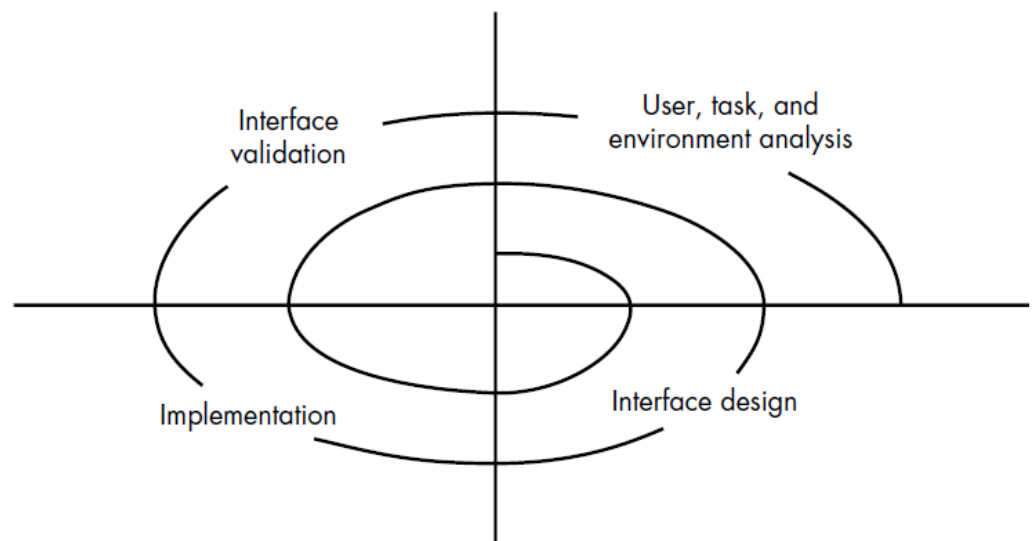 Interface
validation
User, task, and
environment analysis
Implementation
Interface design